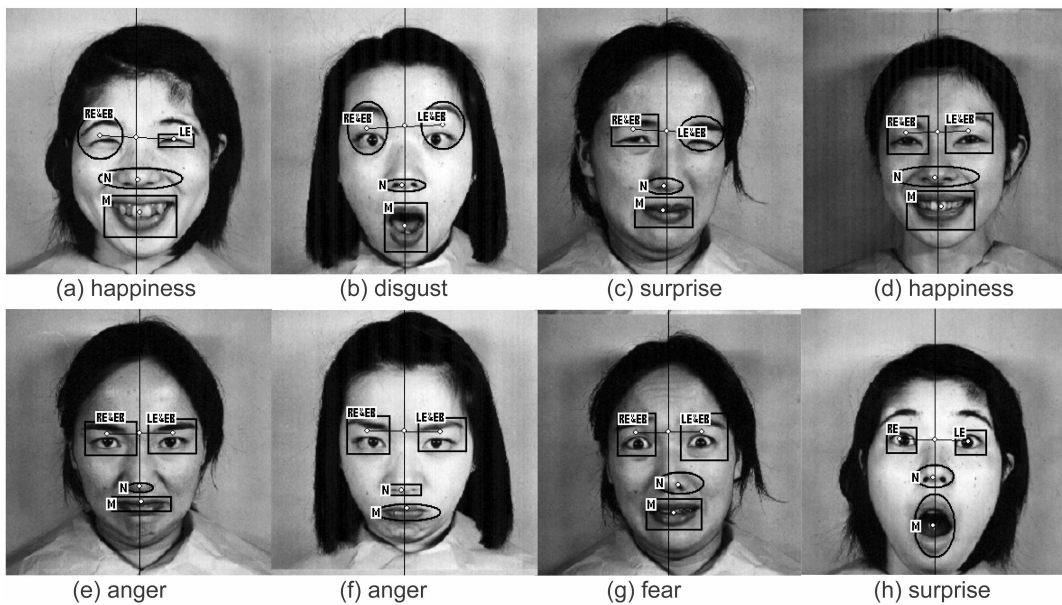 RE&EB LE
N
M
(a) happiness
RE&EB LE&EB
N
M
(b) disgust
RE&EB LE&EB
N
M
(c) surprise
RE&EB LE&EB
N
M
(d) happiness
RE&EB LE&EB
N
M
(e) anger
RE&EB LE&EB
N
M
(f) anger
RE&EB LE&EB
N
M
(g) fear
RE LE
N
M
(h) surprise